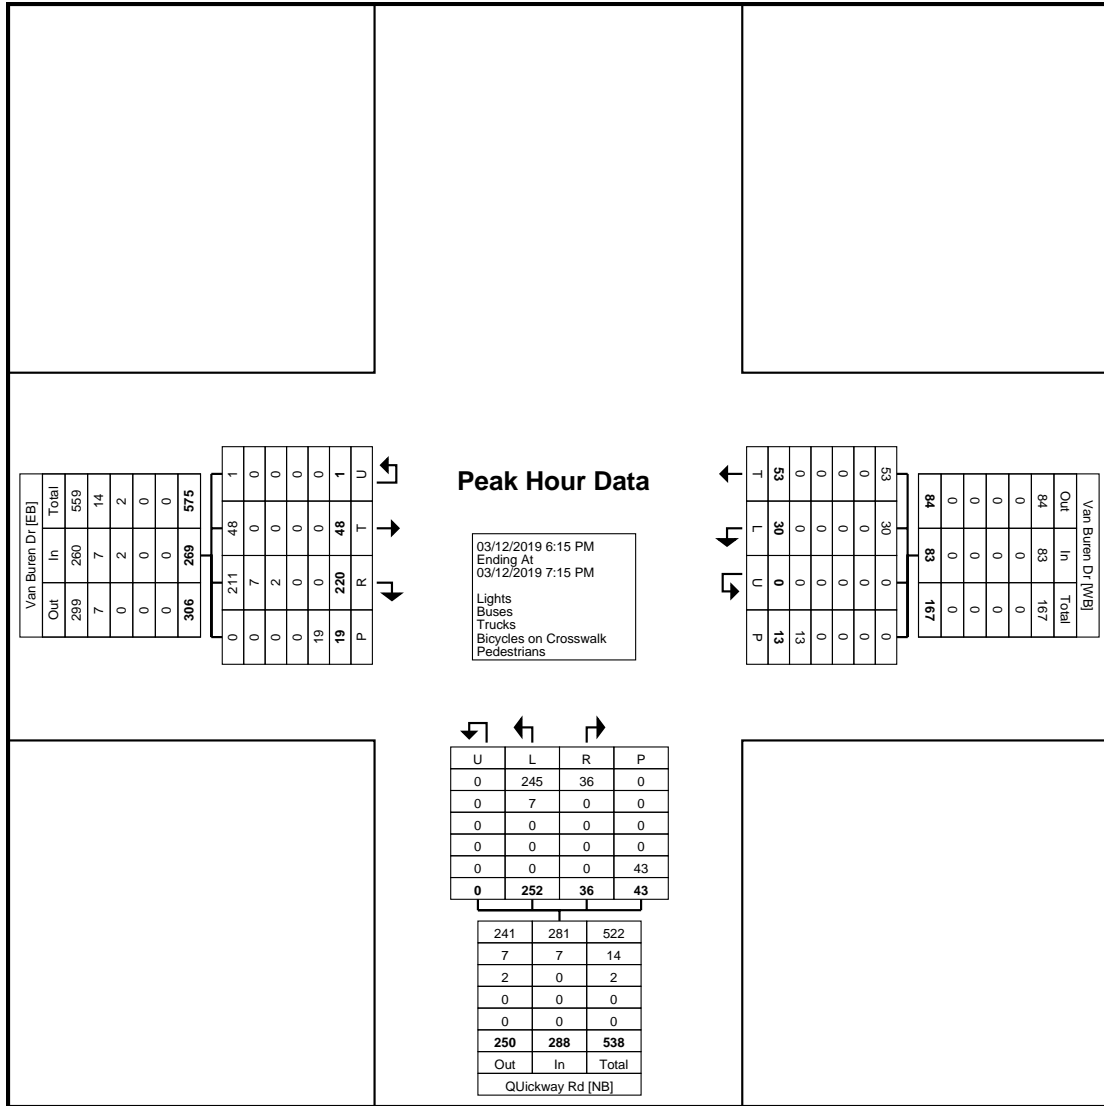 Peak Hour Data
03/12/2019 6:15 PM
Ending At
03/12/2019 7:15 PM
Lights
Buses
Trucks
Bicycles on Crosswalk
Pedestrians
Van Buren Dr [EB]
Total 559 14 2 0 0 575
In 260 7 2 0 0 269
Out 299 7 0 0 0 306
1 0 0 0 0 1 U
48 0 0 0 0 48 T
211 7 2 0 0 220 R
0 0 0 0 19 19 P
T 53 0 0 0 0 53
L 30 0 0 0 0 30
U 0 0 0 0 0 0
P 13 13 0 0 0 0
Van Buren Dr [WB]
84 0 0 0 0 84 Out
83 0 0 0 0 83 In
167 0 0 0 0 167 Total
U L R P
0 245 36 0
0 7 0 0
0 0 0 0
0 0 0 0
0 0 0 43
0 252 36 43
241 281 522
7 7 14
2 0 2
0 0 0
0 0 0
250 288 538
Out In Total
QUickway Rd [NB]